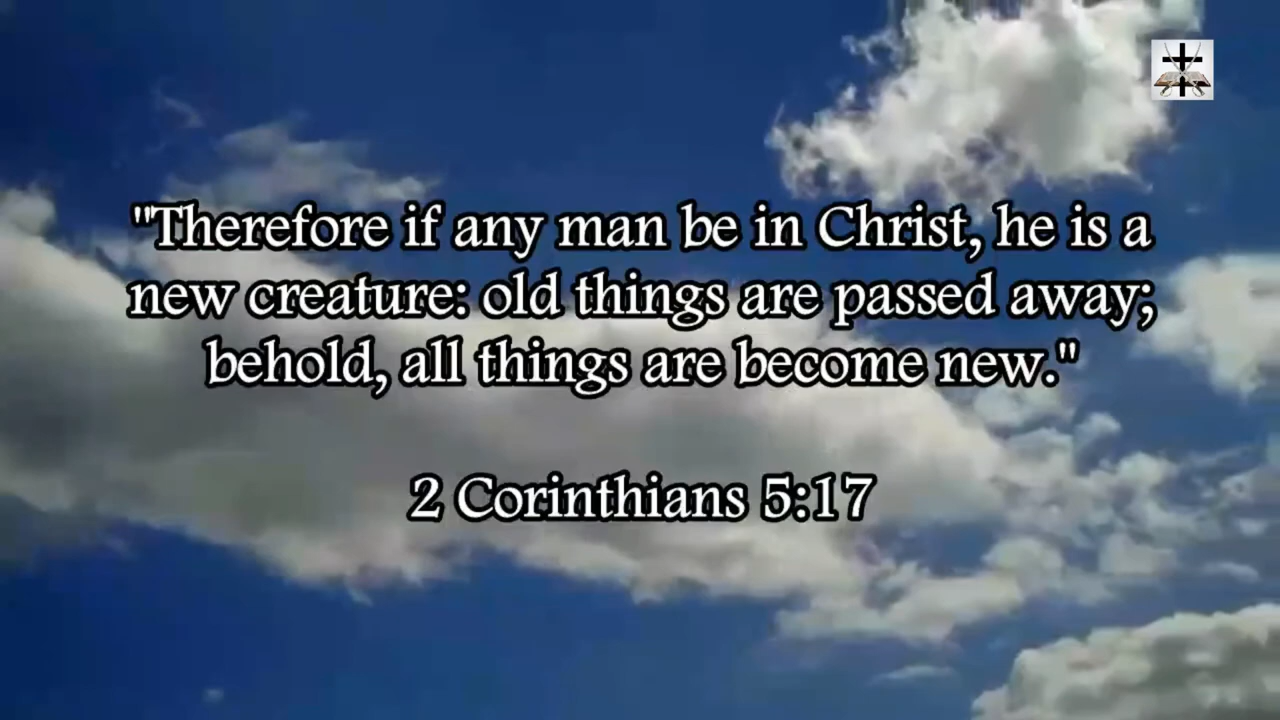 "Therefore if any man be in Christ, he is a
new creature: old things are passed away;
behold, all things are become new."
2 Corinthians 5:17